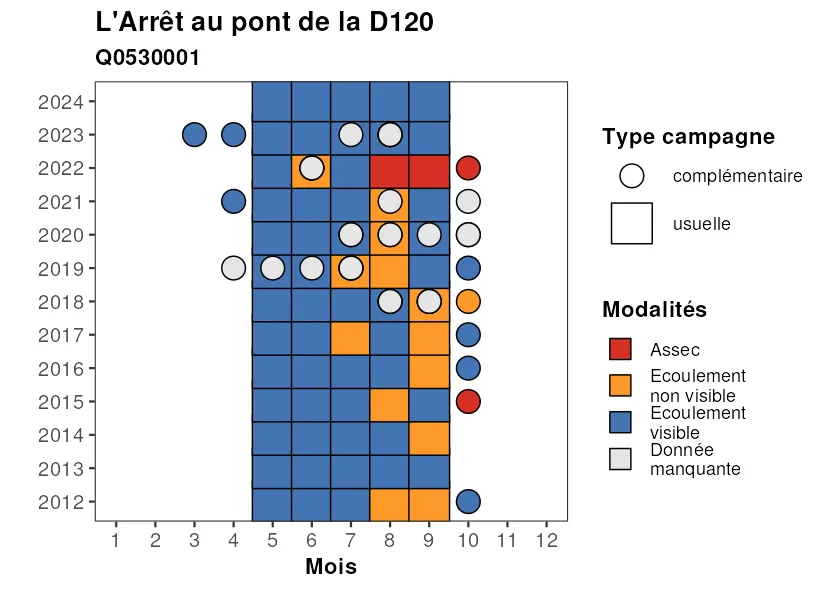 L'Arrêt au pont de la D120
Q0530001
2024
2023
2022
2021
2020
2019
2018
2017
2016
2015
2014
2013
2012
1 2 3 4 5 6 7 8 9 10 11 12
Mois
Type campagne
complémentaire
usuelle
Modalités
Assec
Ecoulement
non visible
Ecoulement
visible
Donnée
manquante